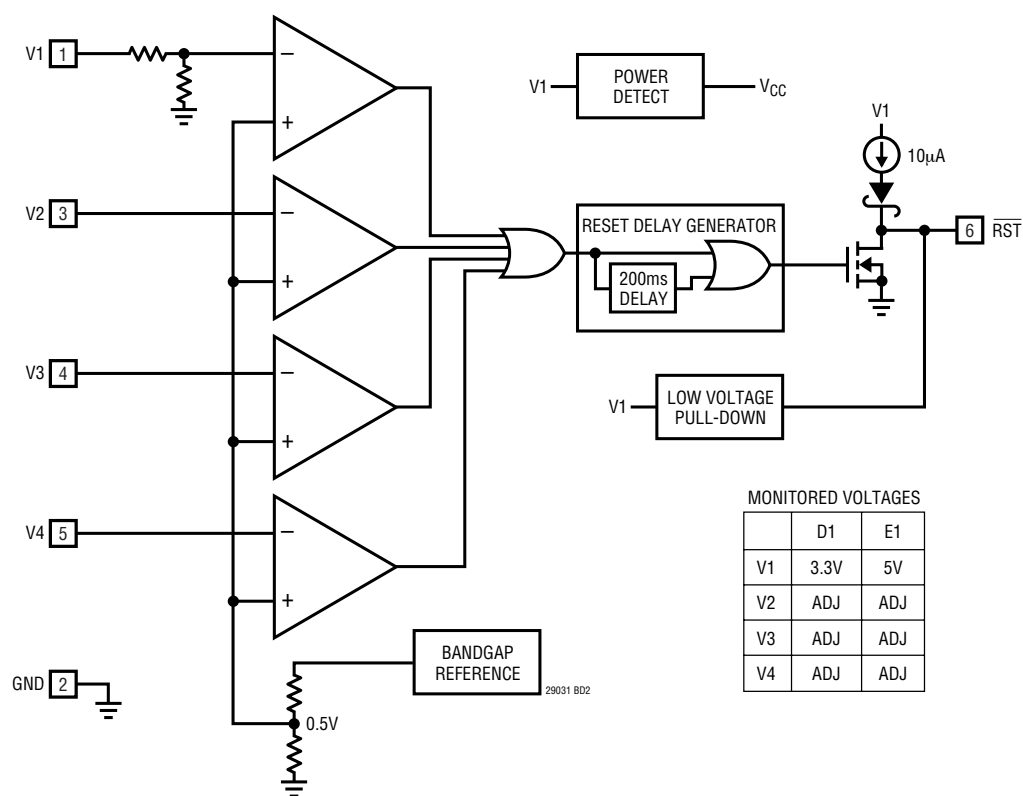 V1 1
−
+
POWER
DETECT
V1
VCC
V1
10µA
V2 3
−
+
RESET DELAY GENERATOR
200ms
DELAY
6 RST
V3 4
−
+
V1
LOW VOLTAGE
PULL-DOWN
V4 5
−
+
MONITORED VOLTAGES
D1 E1
V1 3.3V 5V
V2 ADJ ADJ
V3 ADJ ADJ
V4 ADJ ADJ
BANDGAP
REFERENCE
29031 BD2
GND 2
0.5V